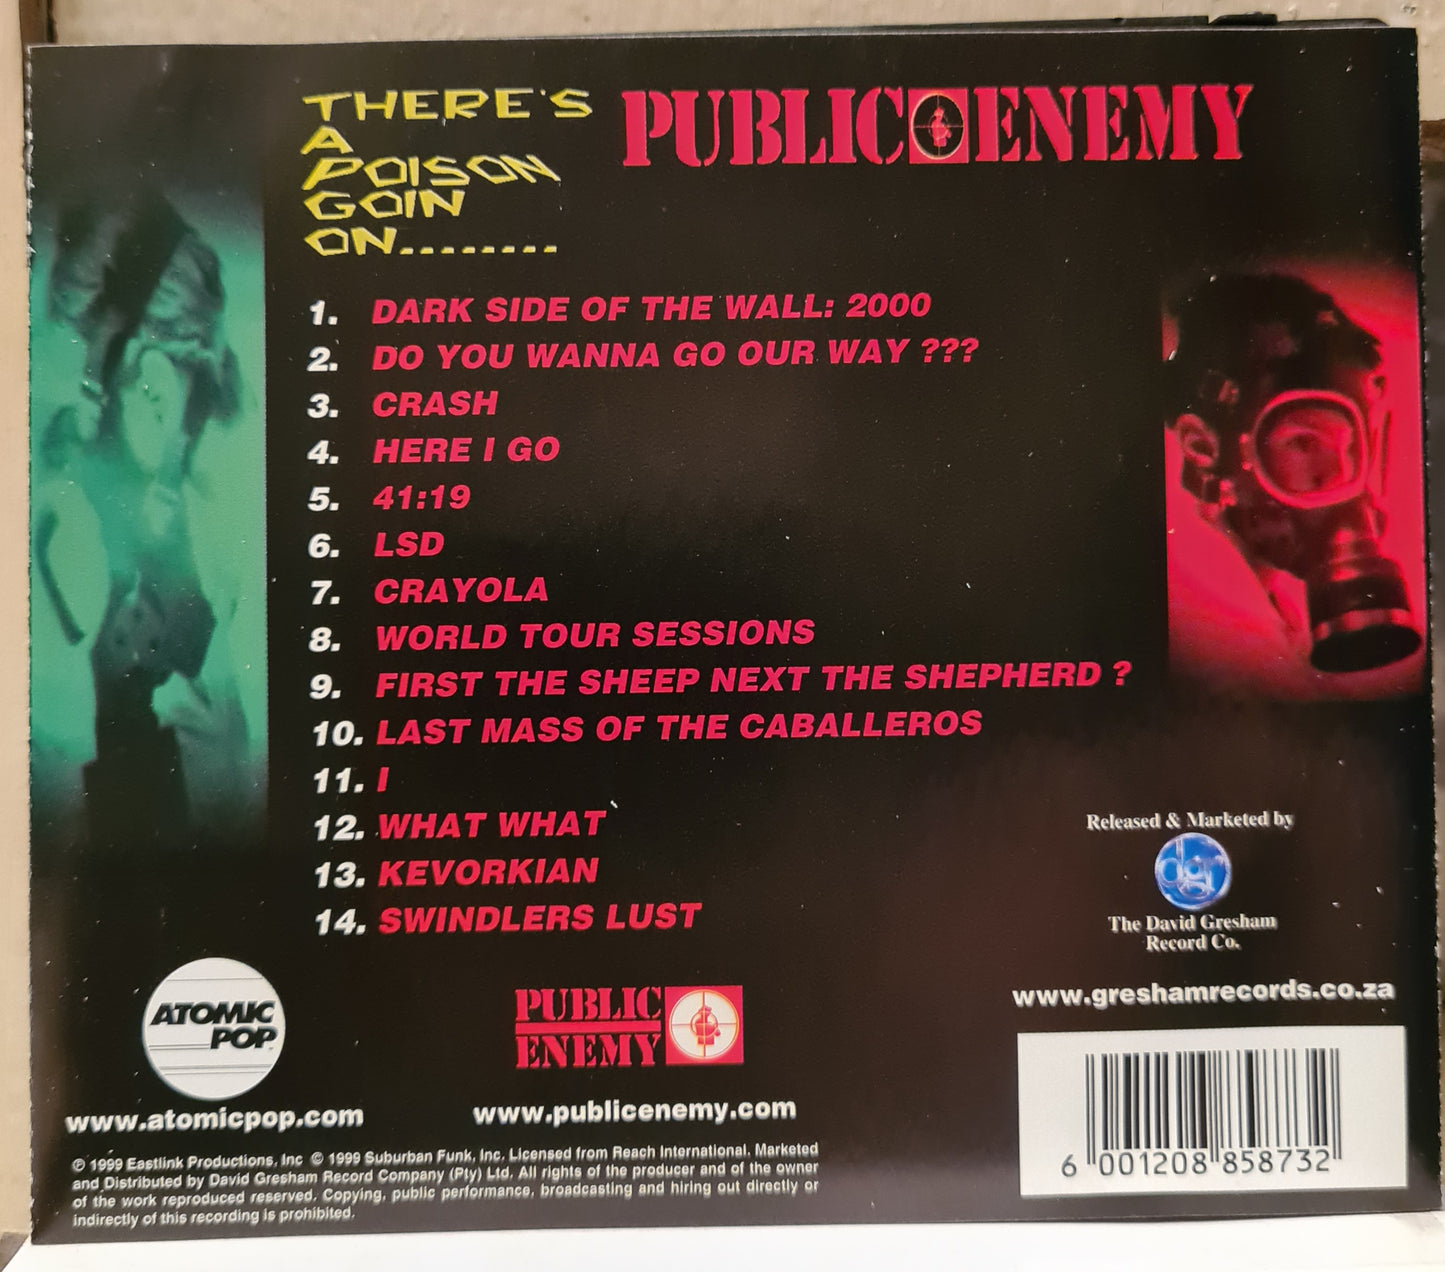 THERE'S
A
POISON
GOIN
ON........
PUBLIC ENEMY
1. DARK SIDE OF THE WALL: 2000
2. DO YOU WANNA GO OUR WAY ???
3. CRASH
4. HERE I GO
5. 41:19
6. LSD
7. CRAYOLA
8. WORLD TOUR SESSIONS
9. FIRST THE SHEEP NEXT THE SHEPHERD ?
10. LAST MASS OF THE CABALLEROS
11. I
12. WHAT WHAT
13. KEVORKIAN
14. SWINDLERS LUST
Released & Marketed by
dgr
The David Gresham
Record Co.
www.greshamrecords.co.za
ATOMIC
POP
www.atomicpop.com
PUBLIC
ENEMY
www.publicenemy.com
℗ 1999 Eastlink Productions, Inc © 1999 Suburban Funk, Inc. Licensed from Reach International. Marketed
and Distributed by David Gresham Record Company (Pty) Ltd. All rights of the producer and of the owner
of the work reproduced reserved. Copying, public performance, broadcasting and hiring out directly or
indirectly of this recording is prohibited.
6 001208 858732